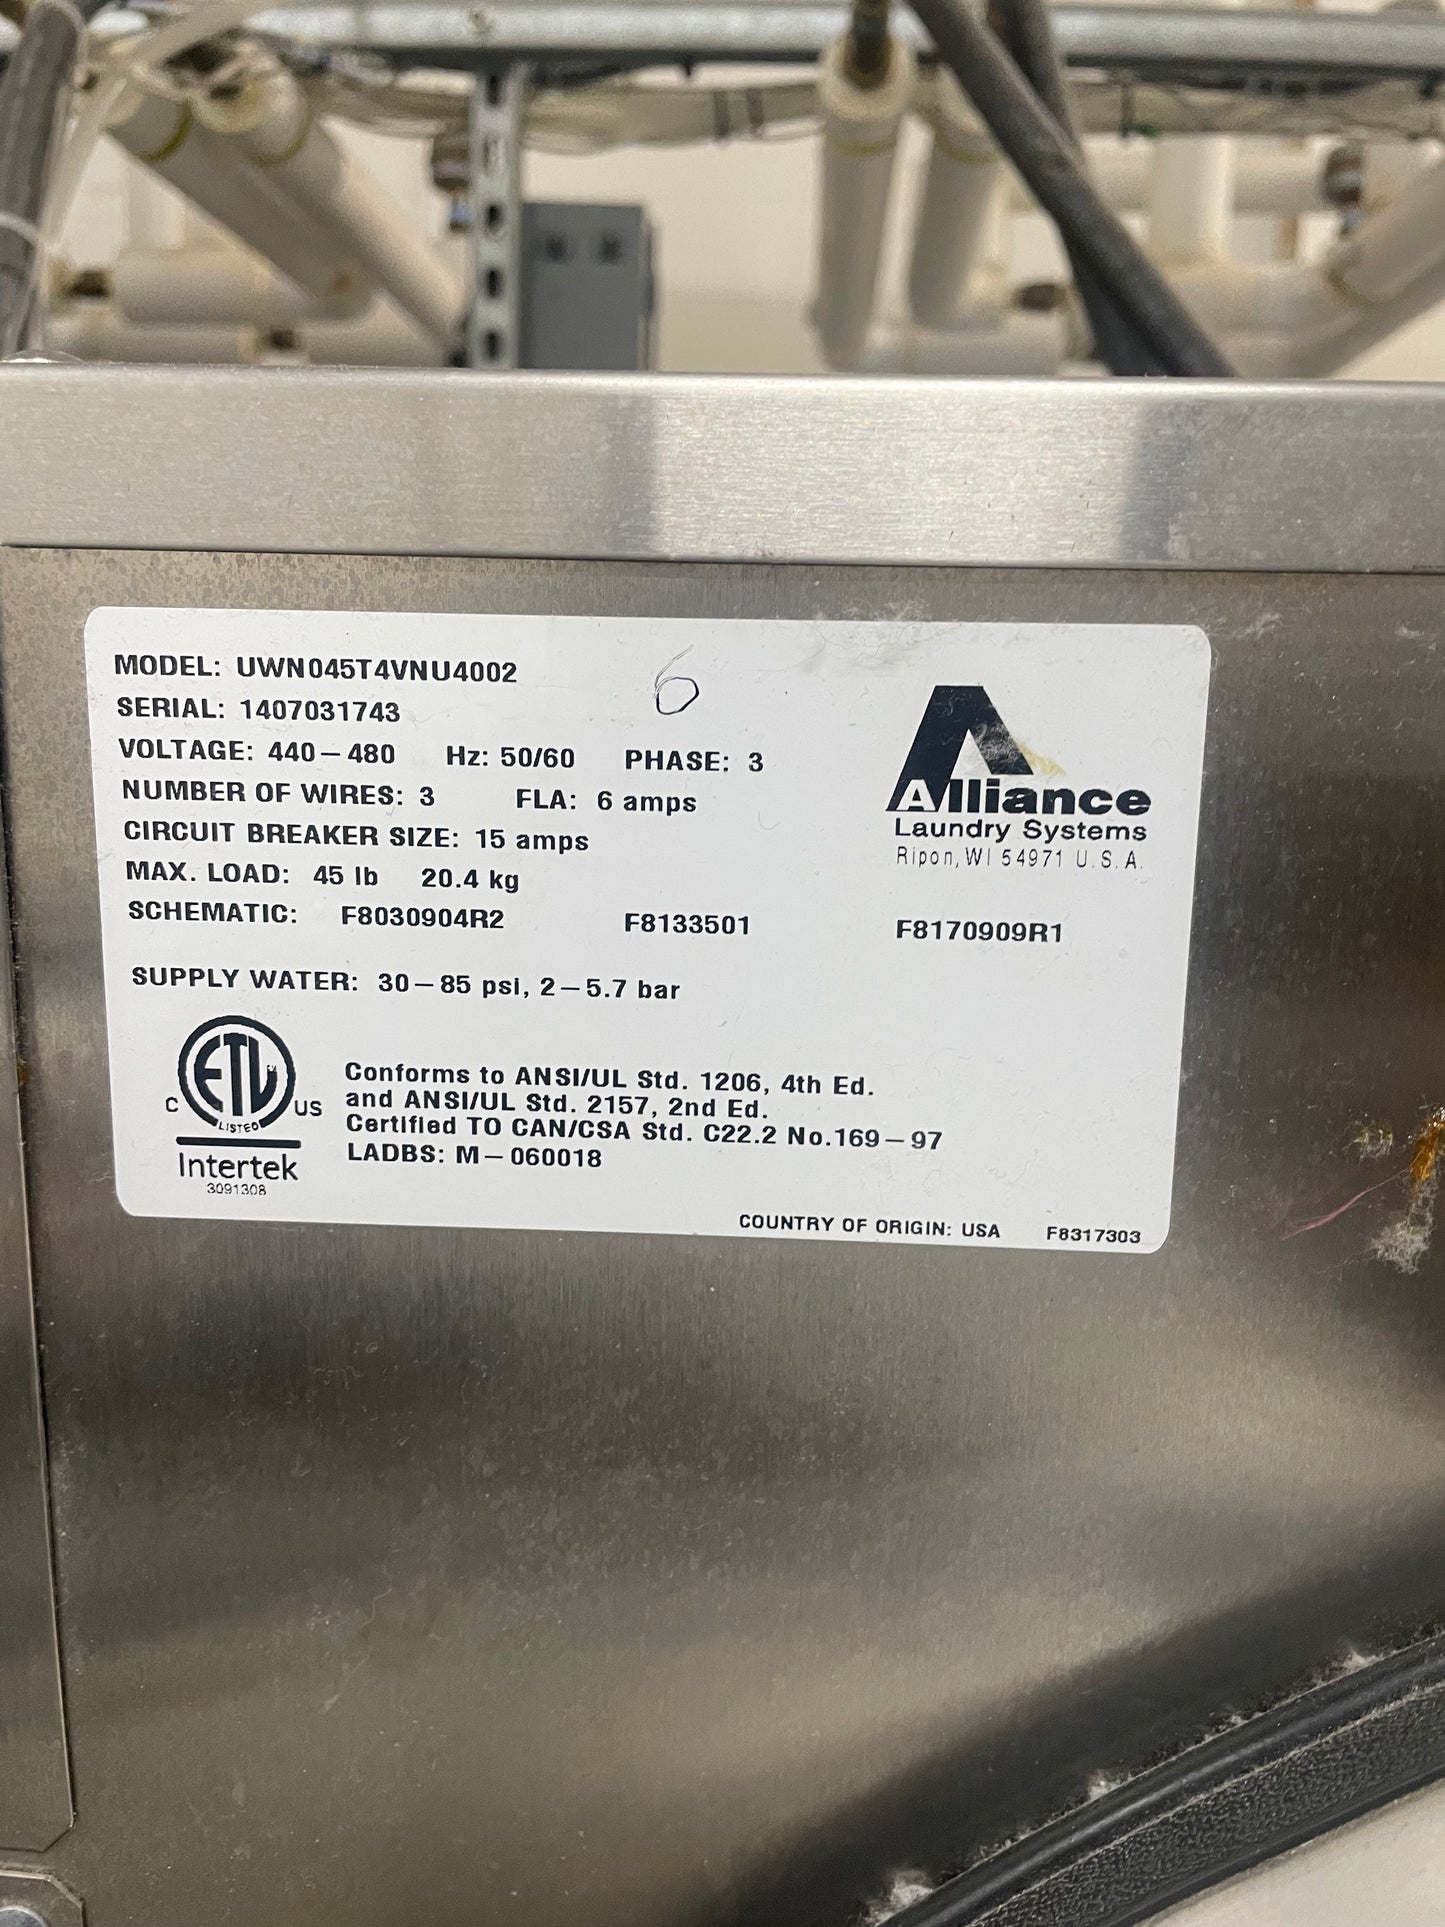 MODEL: UWN045T4VNU4002
6
SERIAL: 1407031743
VOLTAGE: 440-480 Hz: 50/60 PHASE: 3
NUMBER OF WIRES: 3 FLA: 6 amps
CIRCUIT BREAKER SIZE: 15 amps
MAX. LOAD: 45 lb 20.4 kg
SCHEMATIC: F8030904R2 F8133501 F8170909R1
SUPPLY WATER: 30-85 psi, 2-5.7 bar
Alliance
Laundry Systems
Ripon, WI 54971 U.S.A.
ETL
C US
LISTED
Intertek
3091308
Conforms to ANSI/UL Std. 1206, 4th Ed.
and ANSI/UL Std. 2157, 2nd Ed.
Certified TO CAN/CSA Std. C22.2 No.169-97
LADBS: M-060018
COUNTRY OF ORIGIN: USA F8317303